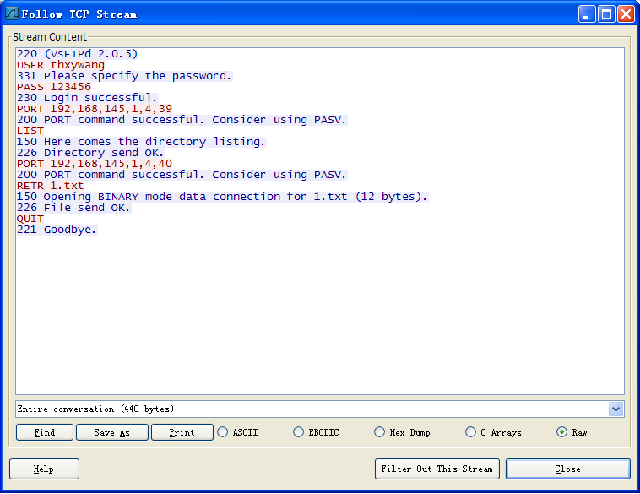 Follow TCP Stream
Stream Content
220 (vsFTPd 2.0.5)
USER thxywang
331 Please specify the password.
PASS 123456
230 Login successful.
PORT 192,168,145,1,4,39
200 PORT command successful. Consider using PASV.
LIST
150 Here comes the directory listing.
226 Directory send OK.
PORT 192,168,145,1,4,40
200 PORT command successful. Consider using PASV.
RETR 1.txt
150 Opening BINARY mode data connection for 1.txt (12 bytes).
226 File send OK.
QUIT
221 Goodbye.
Entire conversation (440 bytes)
Find Save As Print ASCII EBCDIC Hex Dump C Arrays Raw
Help Filter Out This Stream Close